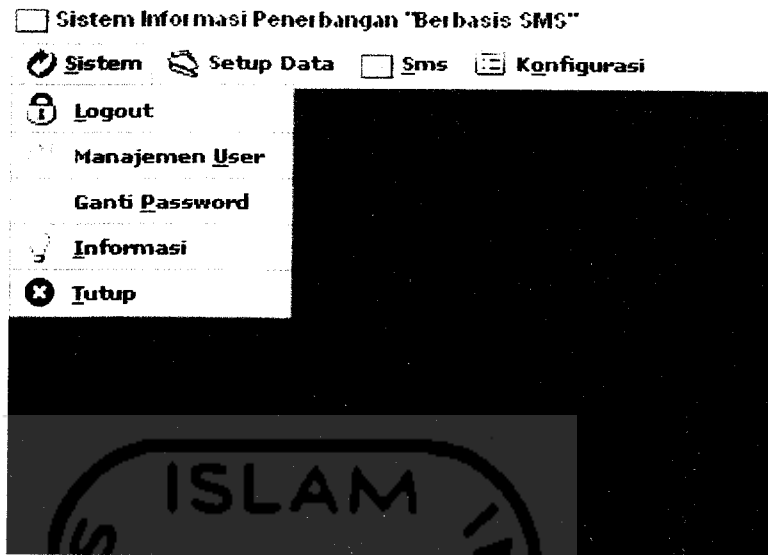 Sistem Informasi Penerbangan "Berbasis SMS"
Sistem Setup Data Sms Konfigurasi
Logout
Manajemen User
Ganti Password
Informasi
Tutup
ISLAM